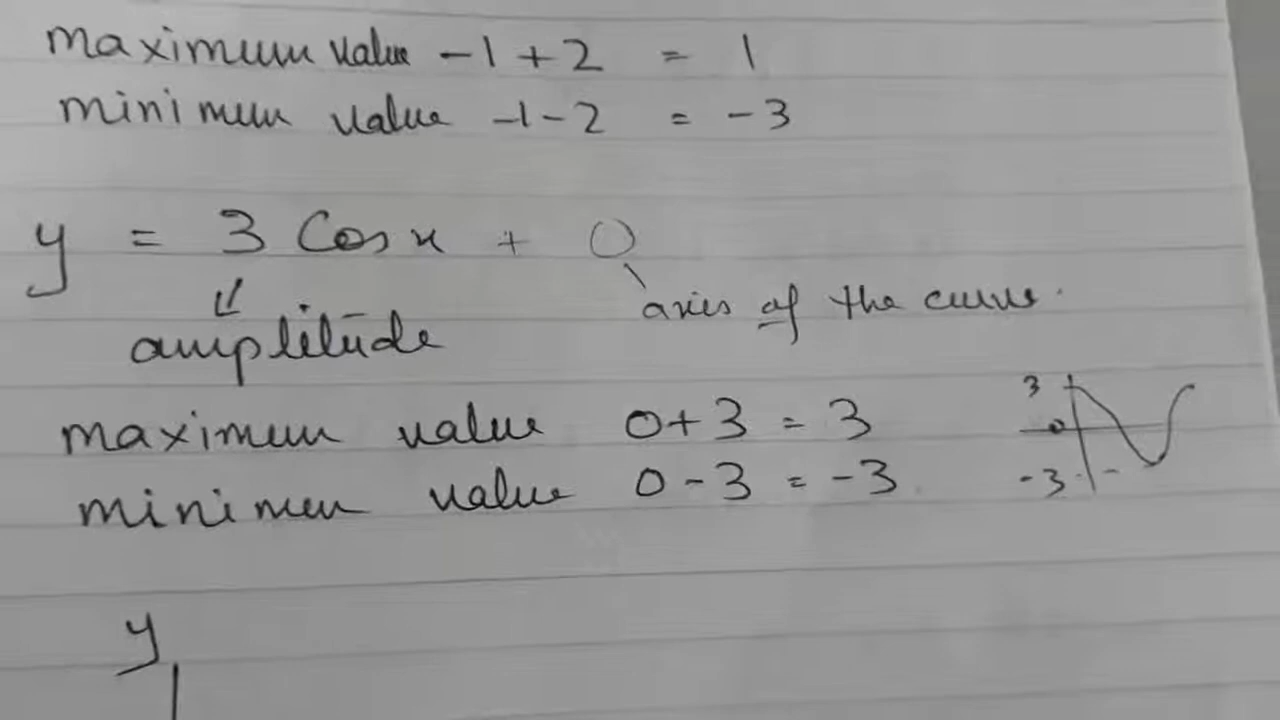 maximum value -1+2 = 1
minimum value -1-2 = -3
y = 3 Cos x + 0
axis of the curve.
amplitude
maximum value 0+3 = 3
minimum value 0-3 = -3
3
0
-3
y